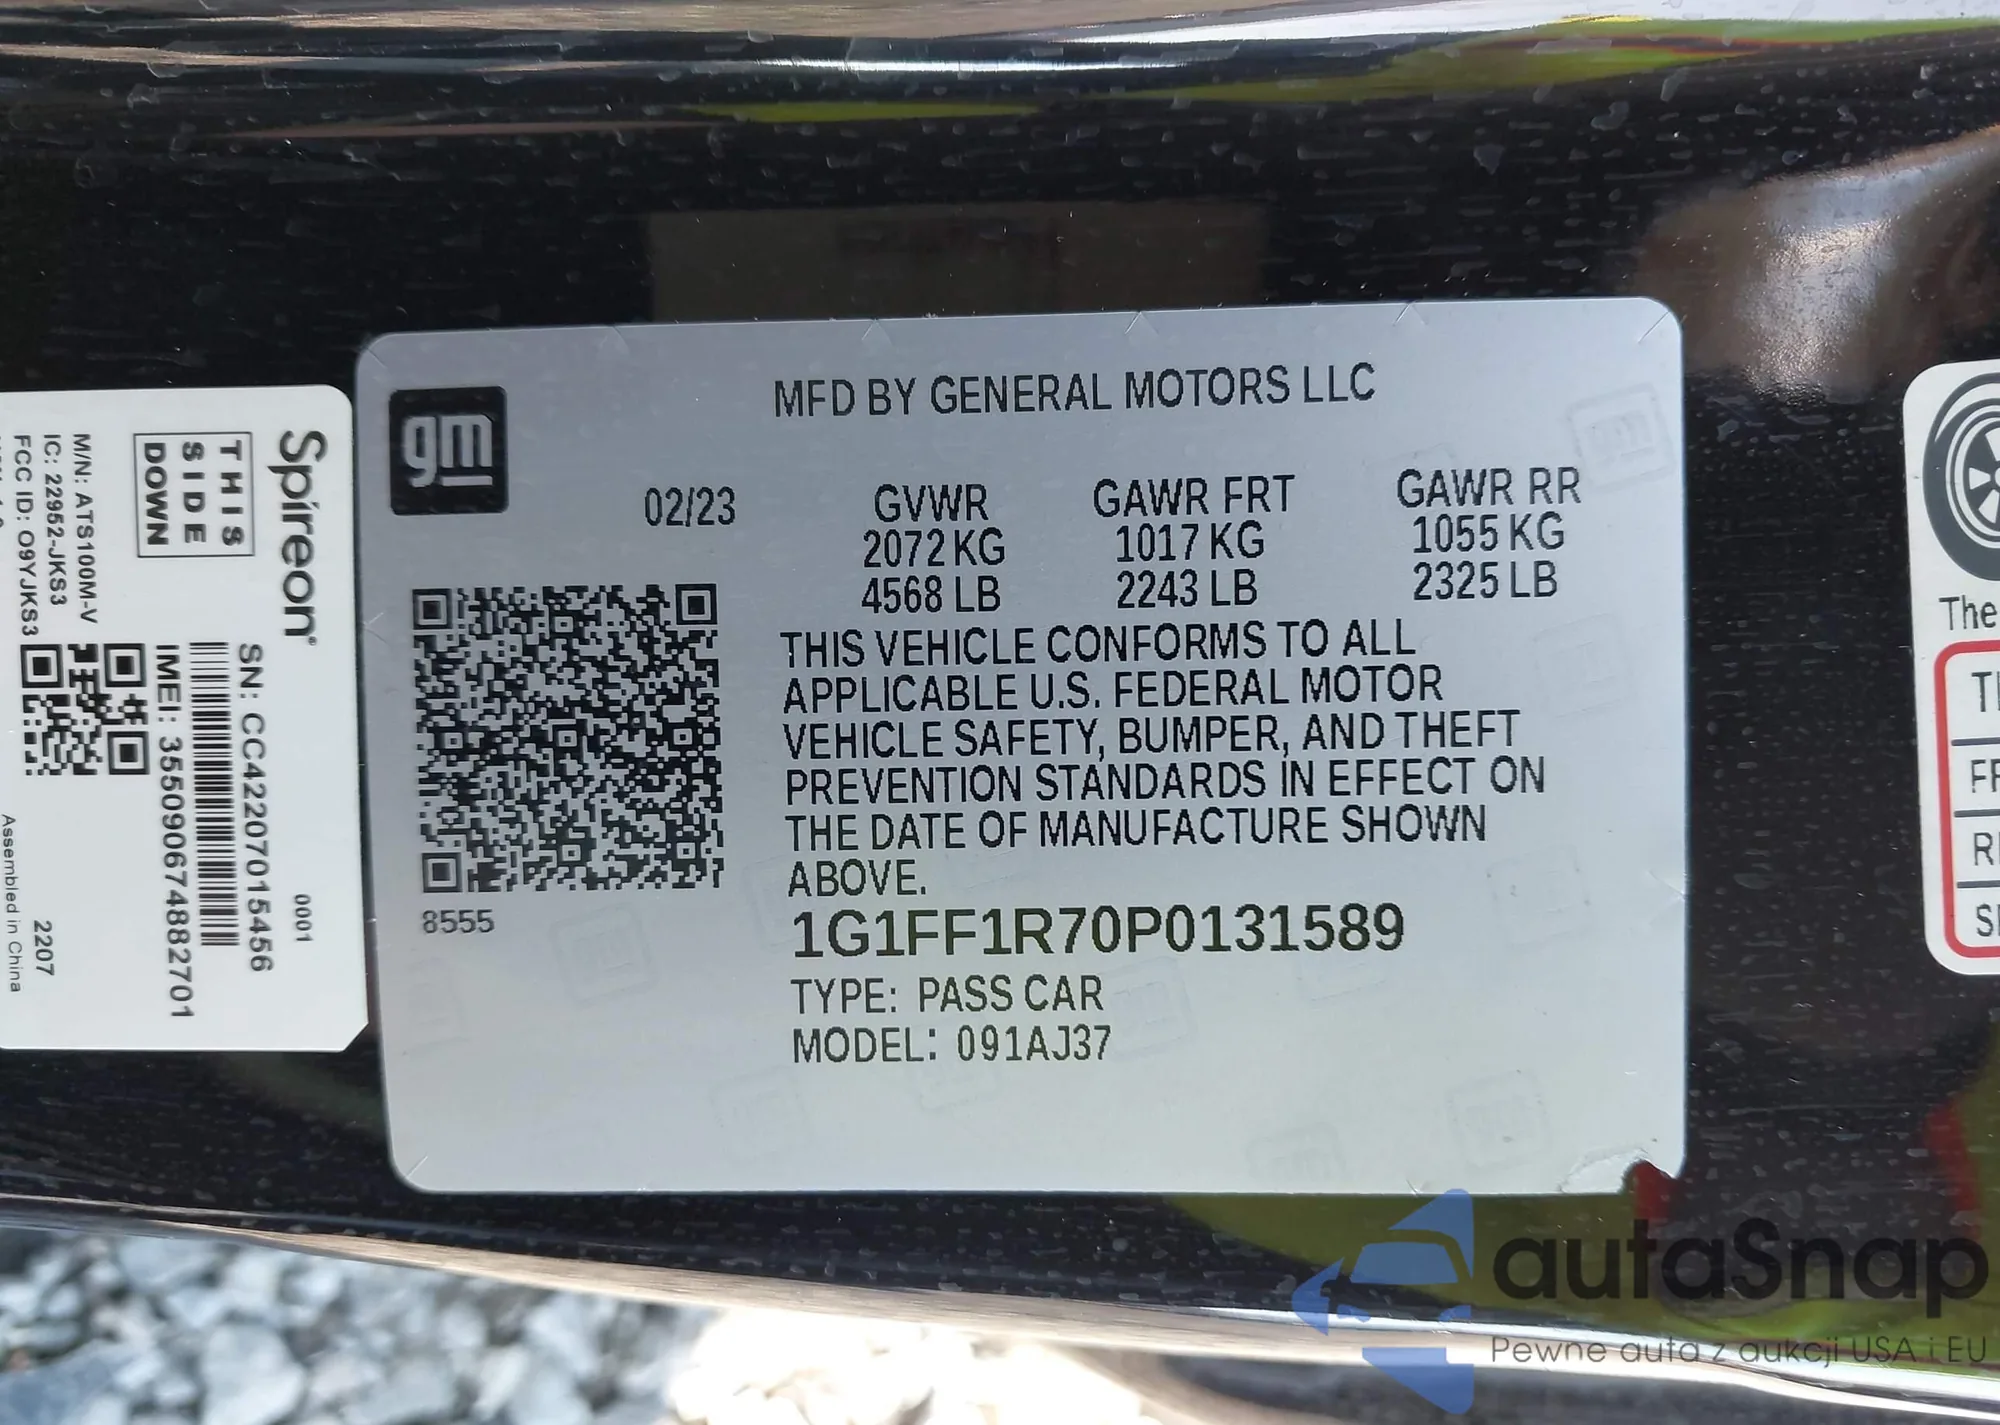 Spireon®
THIS
SIDE
DOWN
M/N: ATS100M-V
IC: 22952-JKS3
FCC ID: O9YJKS3
0001
SN: CC42207015456
IMEI: 355090674882701
2207
Assembled in China
gm
MFD BY GENERAL MOTORS LLC
02/23
GVWR GAWR FRT GAWR RR
2072 KG 1017 KG 1055 KG
4568 LB 2243 LB 2325 LB
THIS VEHICLE CONFORMS TO ALL
APPLICABLE U.S. FEDERAL MOTOR
VEHICLE SAFETY, BUMPER, AND THEFT
PREVENTION STANDARDS IN EFFECT ON
THE DATE OF MANUFACTURE SHOWN
ABOVE.
8555
1G1FF1R70P0131589
TYPE: PASS CAR
MODEL: 091AJ37
The
autaSnap
Pewne auta z aukcji USA i EU